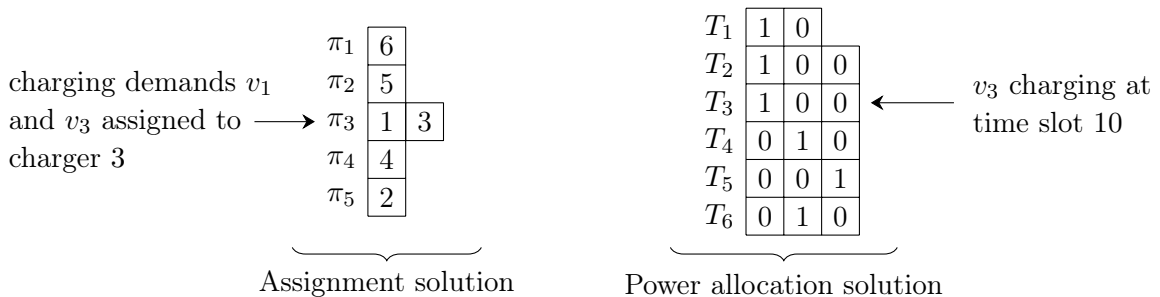 π₁ 6
π₂ 5
charging demands v₁ and v₃ assigned to charger 3
π₃ 1 3
π₄ 4
π₅ 2
Assignment solution
T₁ 1 0
T₂ 1 0 0
T₃ 1 0 0
T₄ 0 1 0
T₅ 0 0 1
T₆ 0 1 0
v₃ charging at
time slot 10
Power allocation solution